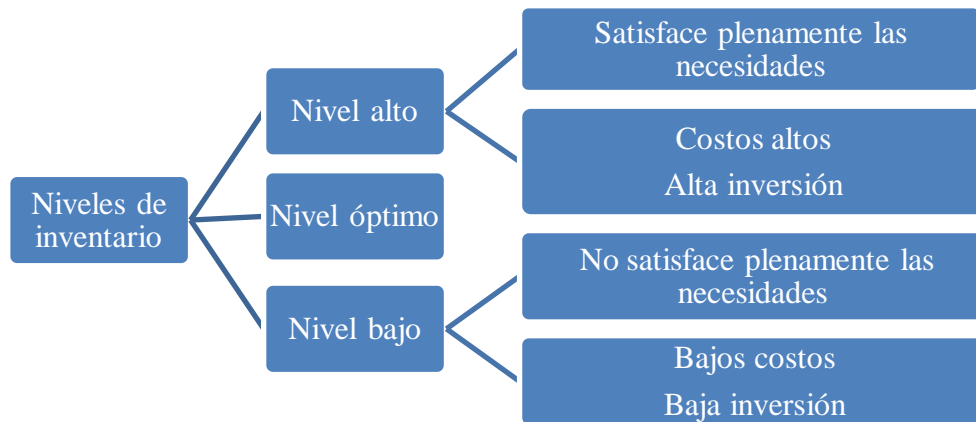 Niveles de
inventario
Nivel alto
Satisface plenamente las
necesidades
Costos altos
Alta inversión
Nivel óptimo
Nivel bajo
No satisface plenamente las
necesidades
Bajos costos
Baja inversión